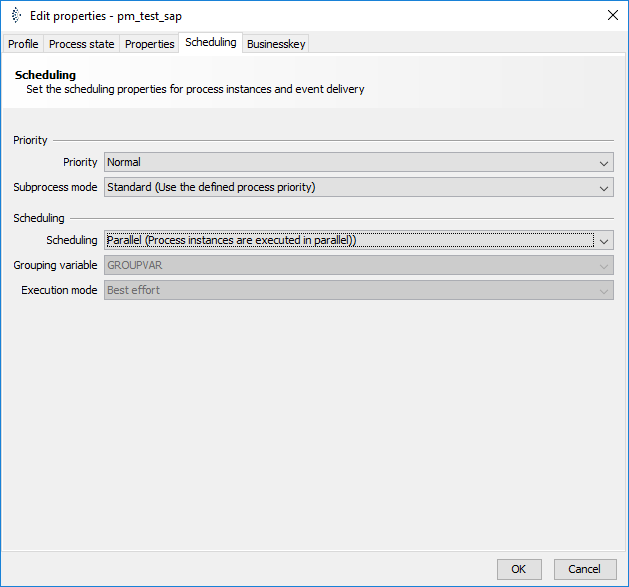 Edit properties - pm_test_sap
Profile Process state Properties Scheduling Businesskey
Scheduling
Set the scheduling properties for process instances and event delivery
Priority
Priority Normal
Subprocess mode Standard (Use the defined process priority)
Scheduling
Scheduling Parallel (Process instances are executed in parallel))
Grouping variable GROUPVAR
Execution mode Best effort
OK Cancel